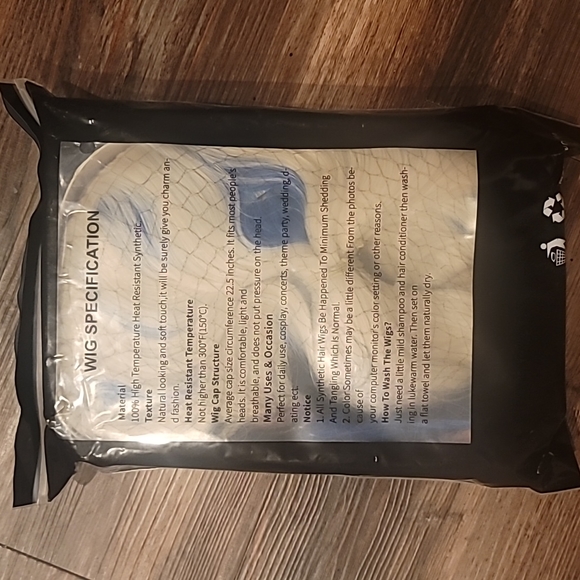 WIG SPECIFICATION
Material
100% High Temperature Heat Resistant Synthetic
Texture
Natural looking and soft touch,it will be surely give you charm an-
d fashion.
Heat Resistant Temperature
Not higher than 300°F(150°C).
Wig Cap Structure
Average cap size circumference 22.5 inches. It fits most people's
heads. It is comfortable, light and
breathable, and does not put pressure on the head.
Many Uses & Occasion
Perfect for daily use, cosplay, concerts, theme party, wedding,d-
ating ect.
Notice
1. All Synthetic Hair Wigs Be Happened To Minimum Shedding
And Tangling Which Is Normal.
2. Color:Sometimes may be a little different From the photos be-
cause of
your computer monitor's color setting or other reasons.
How To Wash The Wigs?
Just need a little mild shampoo and hair conditioner then wash-
ing in lukewarm water. Then set on
a flat towel and let them naturally dry.